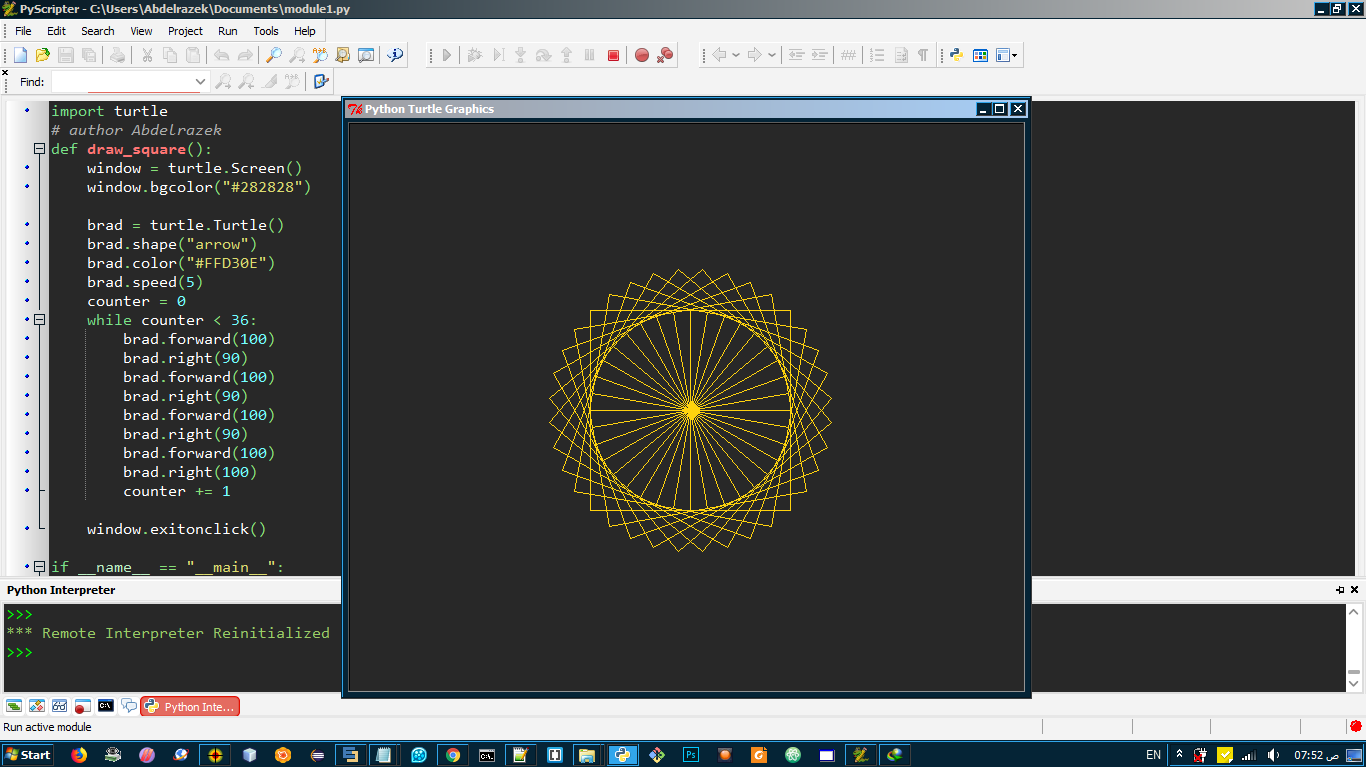 PyScripter - C:\Users\Abdelrazek\Documents\module1.py
File Edit Search View Project Run Tools Help
Find:
import turtle
# author Abdelrazek
def draw_square():
    window = turtle.Screen()
    window.bgcolor("#282828")
    brad = turtle.Turtle()
    brad.shape("arrow")
    brad.color("#FFD30E")
    brad.speed(5)
    counter = 0
    while counter < 36:
        brad.forward(100)
        brad.right(90)
        brad.forward(100)
        brad.right(90)
        brad.forward(100)
        brad.right(90)
        brad.forward(100)
        brad.right(100)
        counter += 1
    window.exitonclick()
if __name__ == "__main__":
Python Turtle Graphics
Python Interpreter
>>>
*** Remote Interpreter Reinitialized
>>>
Python Inte...
Run active module
Start
Ps
EN
07:52 ص